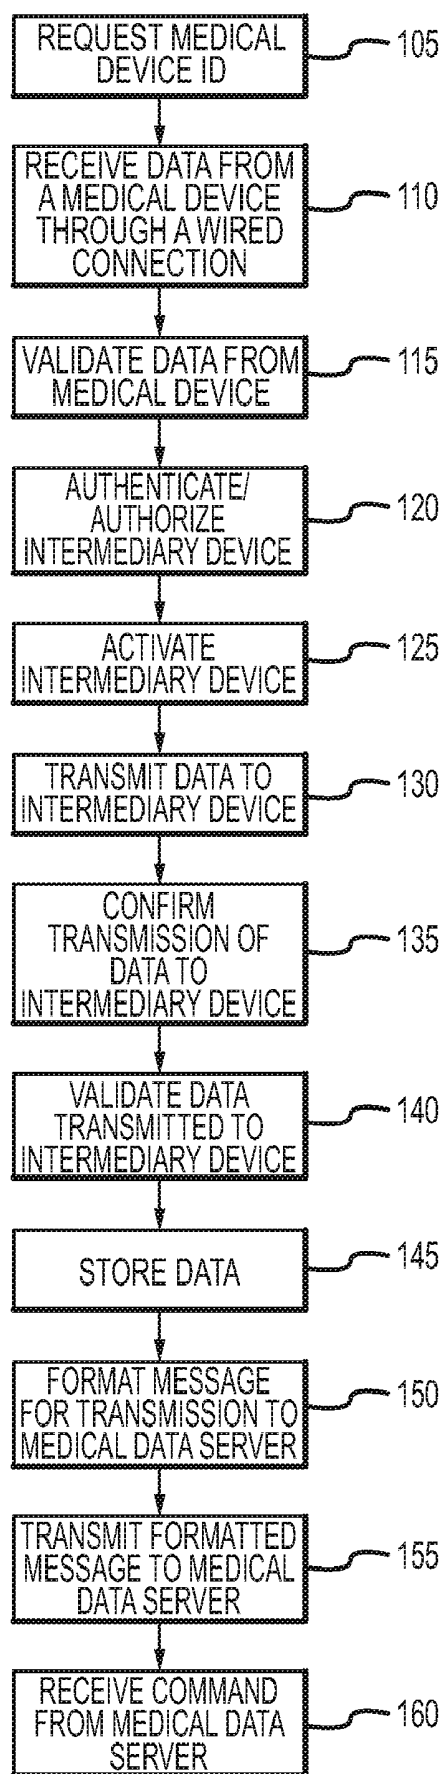 REQUEST MEDICAL
DEVICE ID
105
RECEIVE DATA FROM
A MEDICAL DEVICE
THROUGH A WIRED
CONNECTION
110
VALIDATE DATA FROM
MEDICAL DEVICE
115
AUTHENTICATE/
AUTHORIZE
INTERMEDIARY DEVICE
120
ACTIVATE
INTERMEDIARY DEVICE
125
TRANSMIT DATA TO
INTERMEDIARY DEVICE
130
CONFIRM
TRANSMISSION OF
DATA TO
INTERMEDIARY DEVICE
135
VALIDATE DATA
TRANSMITTED TO
INTERMEDIARY DEVICE
140
STORE DATA
145
FORMAT MESSAGE
FOR TRANSMISSION TO
MEDICAL DATA SERVER
150
TRANSMIT FORMATTED
MESSAGE TO MEDICAL
DATA SERVER
155
RECEIVE COMMAND
FROM MEDICAL DATA
SERVER
160